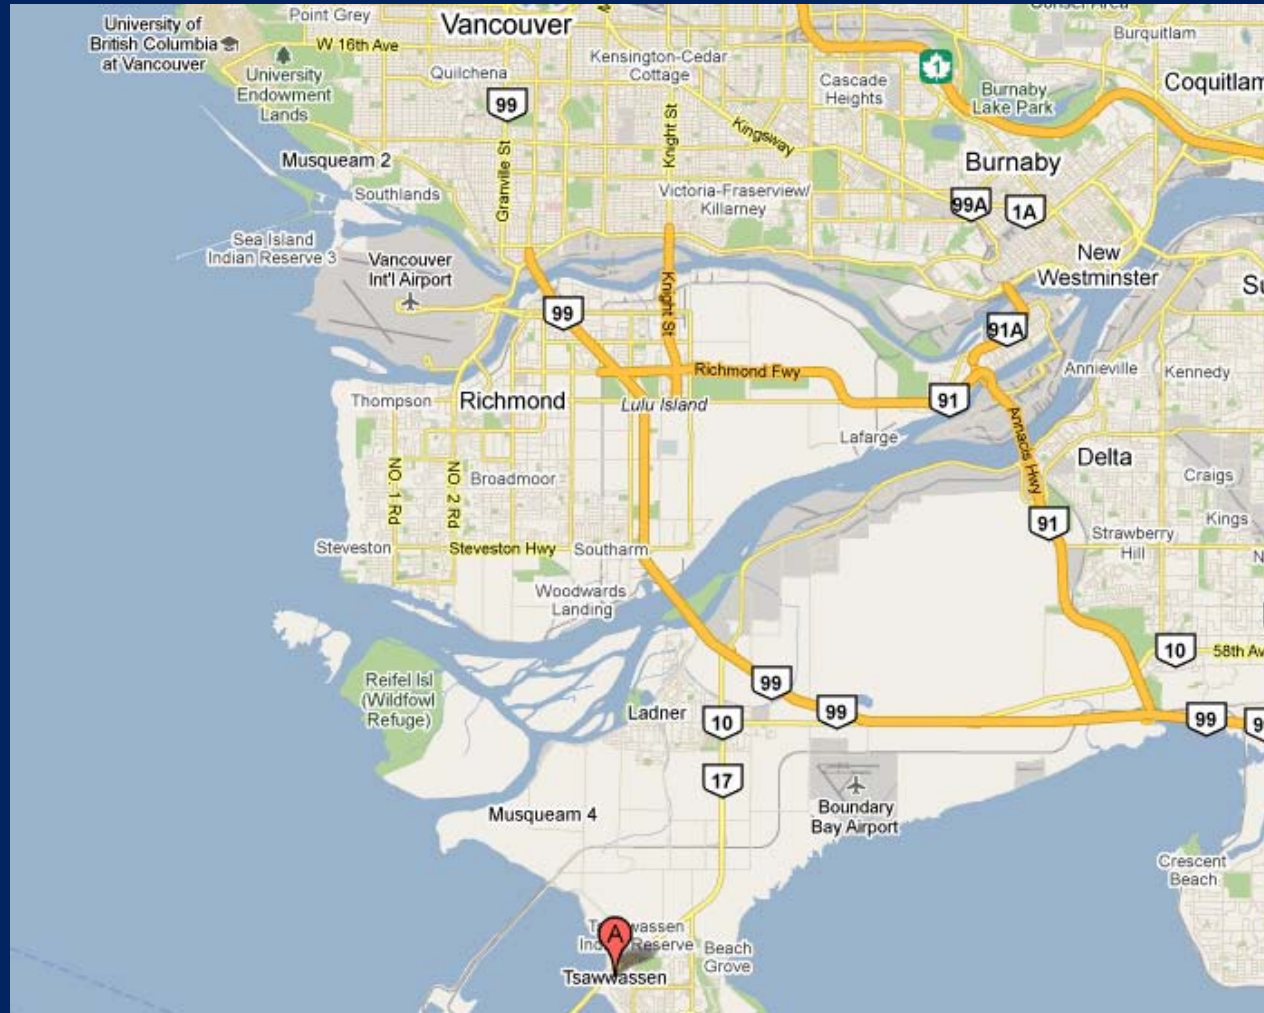 Point Grey
University of
British Columbia
at Vancouver
W 16th Ave
Vancouver
Burquitlam
University
Endowment
Lands
Quilchena
Kensington-Cedar
Cottage
Cascade
Heights
1
Burnaby
Lake Park
Coquitlam
99
Granville St
Knight St
Kingsway
Musqueam 2
Southlands
Victoria-Fraserview/
Killarney
Burnaby
99A
1A
Sea Island
Indian Reserve 3
Vancouver
Int'l Airport
New
Westminster
Su
99
Knight St
91A
Richmond Fwy
Annieville
Kennedy
Thompson
Richmond
Lulu Island
91
Annacis Hwy
Lafarge
Delta
NO. 1 Rd
NO. 2 Rd
Broadmoor
Craigs
91
Kings
Steveston
Steveston Hwy
Southarm
Strawberry
Hill
N
Woodwards
Landing
10
58th Av
Reifel Isl
(Wildfowl
Refuge)
99
Ladner
10
99
99
9
17
Musqueam 4
Boundary
Bay Airport
Crescent
Beach
A
Indian Reserve
Beach
Grove
Tsawwassen